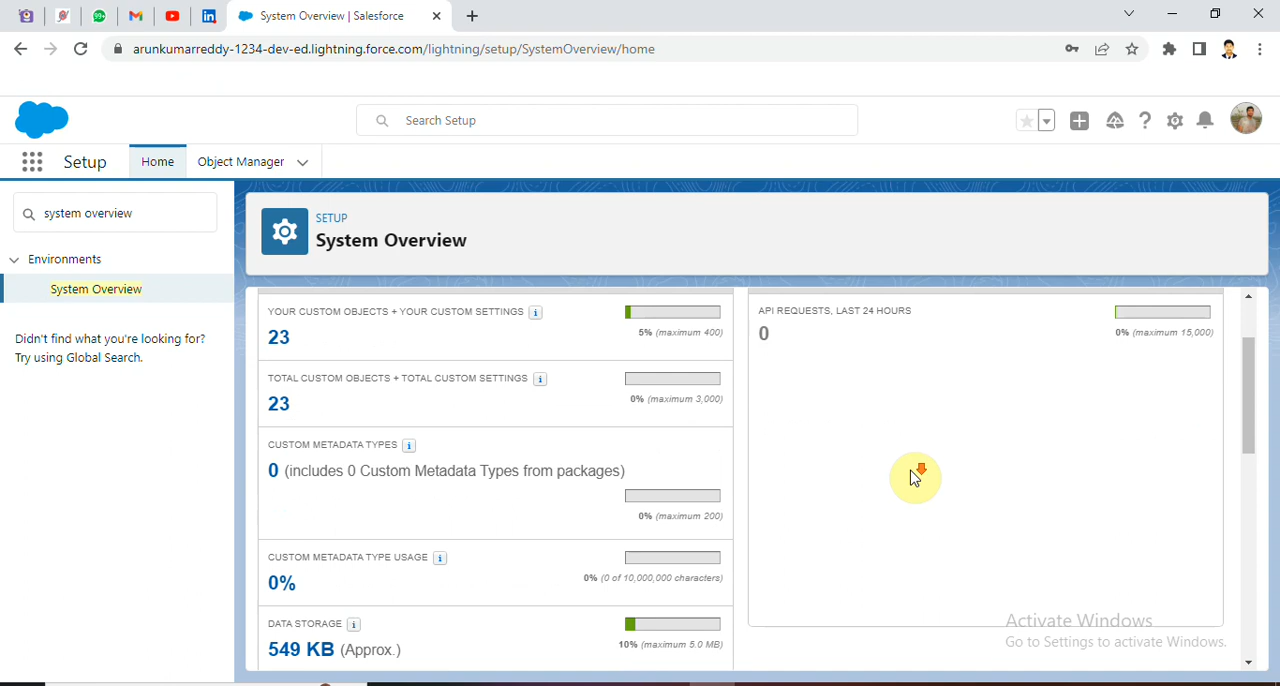 System Overview | Salesforce
99+
arunkumarreddy-1234-dev-ed.lightning.force.com/lightning/setup/SystemOverview/home
Search Setup
Setup
Home
Object Manager
system overview
Environments
System Overview
Didn't find what you're looking for?
Try using Global Search.
SETUP
System Overview
YOUR CUSTOM OBJECTS + YOUR CUSTOM SETTINGS
23
5% (maximum 400)
TOTAL CUSTOM OBJECTS + TOTAL CUSTOM SETTINGS
23
0% (maximum 3,000)
CUSTOM METADATA TYPES
0 (includes 0 Custom Metadata Types from packages)
0% (maximum 200)
CUSTOM METADATA TYPE USAGE
0%
0% (0 of 10,000,000 characters)
DATA STORAGE
549 KB (Approx.)
10% (maximum 5.0 MB)
API REQUESTS, LAST 24 HOURS
0
0% (maximum 15,000)
Activate Windows
Go to Settings to activate Windows.